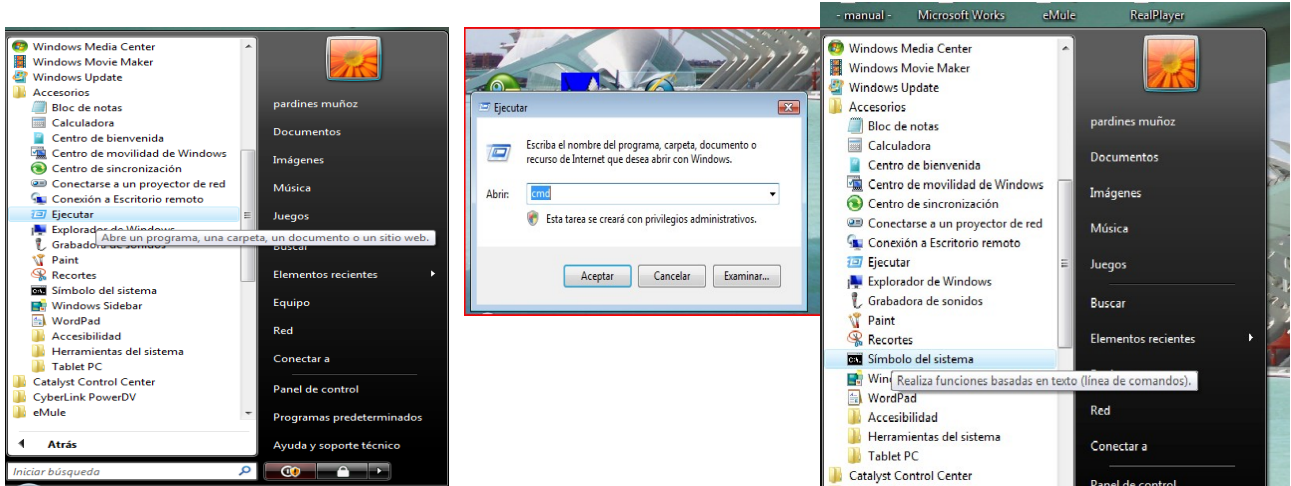 Windows Media Center
Windows Movie Maker
Windows Update
Accesorios
Bloc de notas
Calculadora
Centro de bienvenida
Centro de movilidad de Windows
Centro de sincronización
Conectarse a un proyector de red
Conexión a Escritorio remoto
Ejecutar
Explorador de Windows
Abre un programa, una carpeta, un documento o un sitio web.
Grabadora de sonidos
Paint
Recortes
Símbolo del sistema
Windows Sidebar
WordPad
Accesibilidad
Herramientas del sistema
Tablet PC
Catalyst Control Center
CyberLink PowerDV
eMule
Atrás
Iniciar búsqueda
pardines muñoz
Documentos
Imágenes
Música
Juegos
Buscar
Elementos recientes
Equipo
Red
Conectar a
Panel de control
Programas predeterminados
Ayuda y soporte técnico
Ejecutar
Escriba el nombre del programa, carpeta, documento o
recurso de Internet que desea abrir con Windows.
Abrir: cmd
Esta tarea se creará con privilegios administrativos.
Aceptar Cancelar Examinar...
- manual - Microsoft Works eMule RealPlayer
Windows Media Center
Windows Movie Maker
Windows Update
Accesorios
Bloc de notas
Calculadora
Centro de bienvenida
Centro de movilidad de Windows
Centro de sincronización
Conectarse a un proyector de red
Conexión a Escritorio remoto
Ejecutar
Explorador de Windows
Grabadora de sonidos
Paint
Recortes
Símbolo del sistema
Realiza funciones basadas en texto (línea de comandos).
WordPad
Accesibilidad
Herramientas del sistema
Tablet PC
Catalyst Control Center
pardines muñoz
Documentos
Imágenes
Música
Juegos
Buscar
Elementos recientes
Red
Conectar a
Panel de control